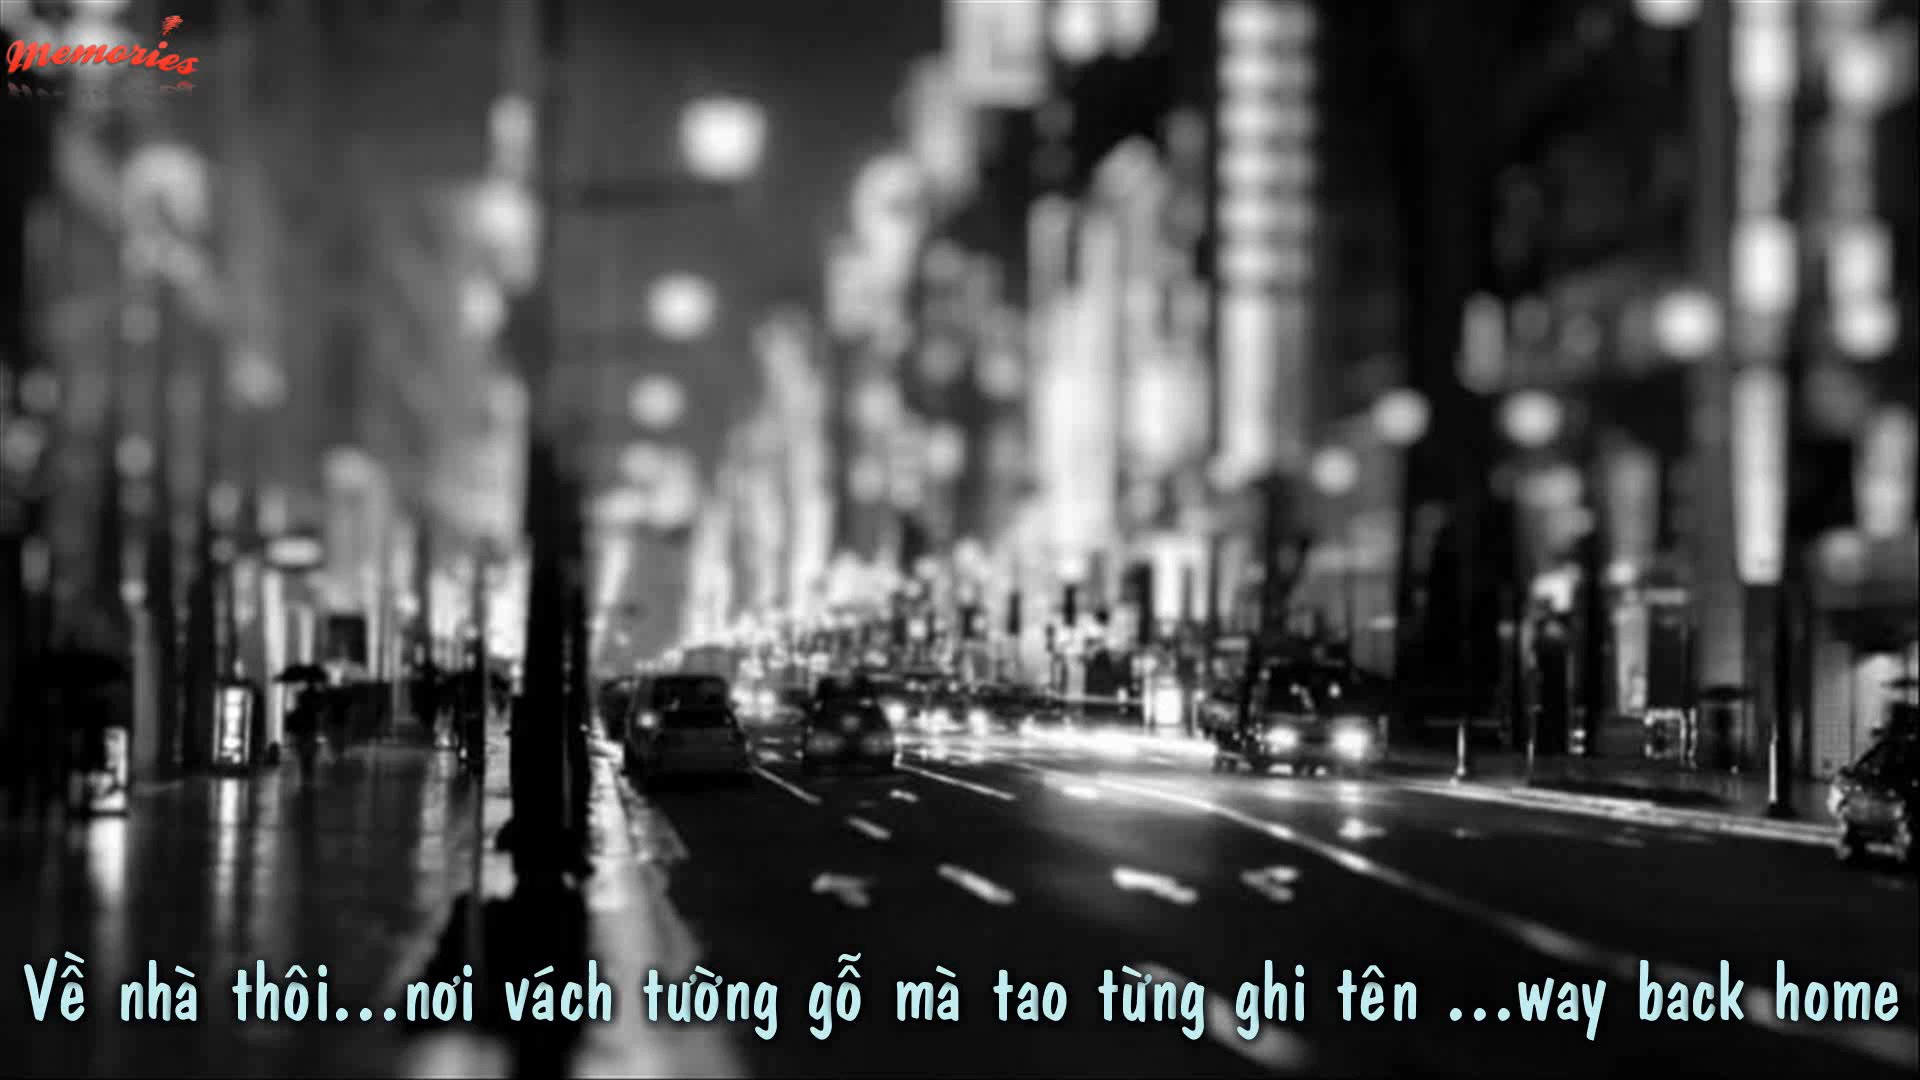 Memories
Về nhà thôi...nơi vách tường gỗ mà tao từng ghi tên ...way back home